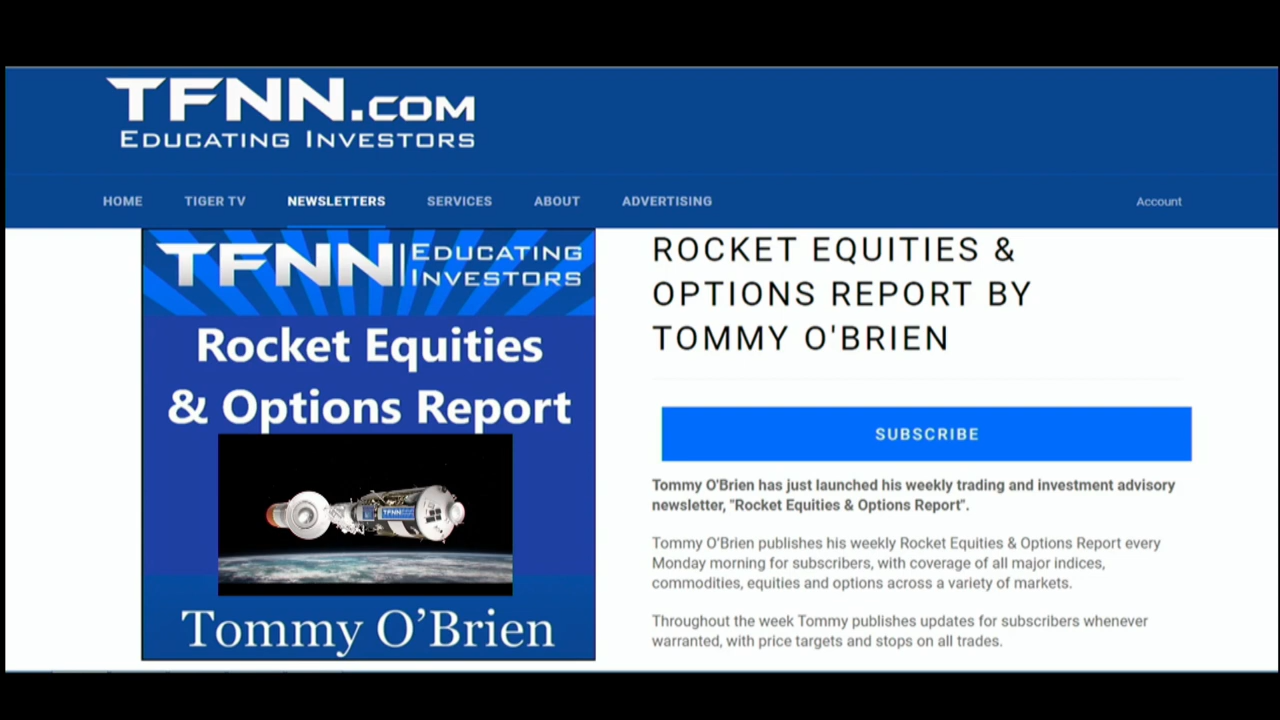 TFNN.COM
EDUCATING INVESTORS
HOME TIGER TV NEWSLETTERS SERVICES ABOUT ADVERTISING Account
TFNN EDUCATING INVESTORS
Rocket Equities
& Options Report
TFNN
Tommy O’Brien
ROCKET EQUITIES &
OPTIONS REPORT BY
TOMMY O'BRIEN
SUBSCRIBE
Tommy O'Brien has just launched his weekly trading and investment advisory
newsletter, "Rocket Equities & Options Report".
Tommy O’Brien publishes his weekly Rocket Equities & Options Report every
Monday morning for subscribers, with coverage of all major indices,
commodities, equities and options across a variety of markets.
Throughout the week Tommy publishes updates for subscribers whenever
warranted, with price targets and stops on all trades.